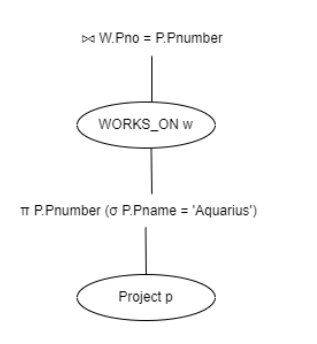 ⋈ W.Pno = P.Pnumber
WORKS_ON w
π P.Pnumber (σ P.Pname = 'Aquarius')
Project p